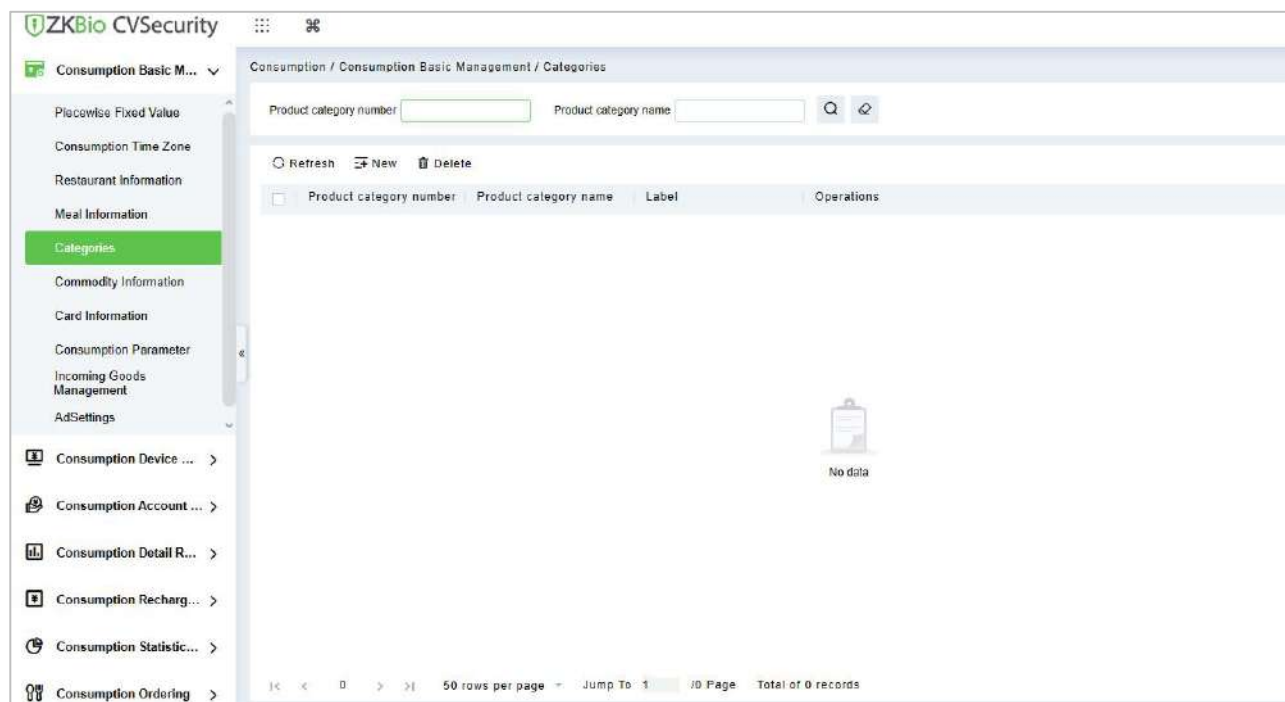 ZKBio CVSecurity
Consumption Basic M...
Piecewise Fixed Value
Consumption Time Zone
Restaurant Information
Meal Information
Categories
Commodity Information
Card Information
Consumption Parameter
Incoming Goods
Management
AdSettings
Consumption Device ...
Consumption Account ...
Consumption Detail R...
Consumption Recharg...
Consumption Statistic...
Consumption Ordering
Consumption / Consumption Basic Management / Categories
Product category number Product category name
Refresh New Delete
Product category number Product category name Label Operations
No data
|< < 0 > >| 50 rows per page Jump To 1 /0 Page Total of 0 records